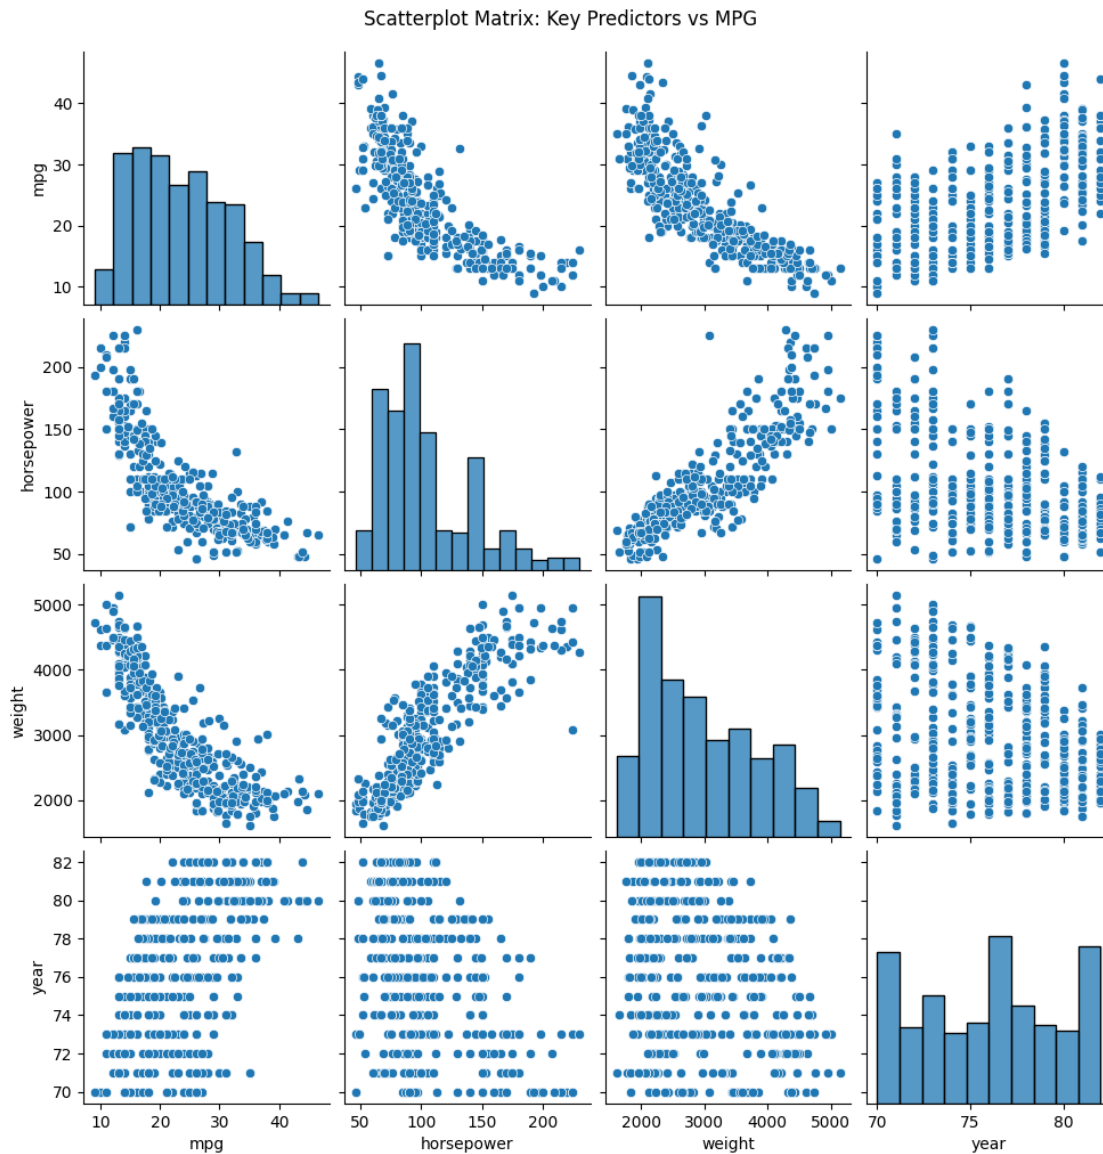 Scatterplot Matrix: Key Predictors vs MPG
mpg
40
30
20
10
horsepower
200
150
100
50
weight
5000
4000
3000
2000
year
82
80
78
76
74
72
70
10 20 30 40
50 100 150 200
2000 3000 4000 5000
70 75 80
mpg horsepower weight year